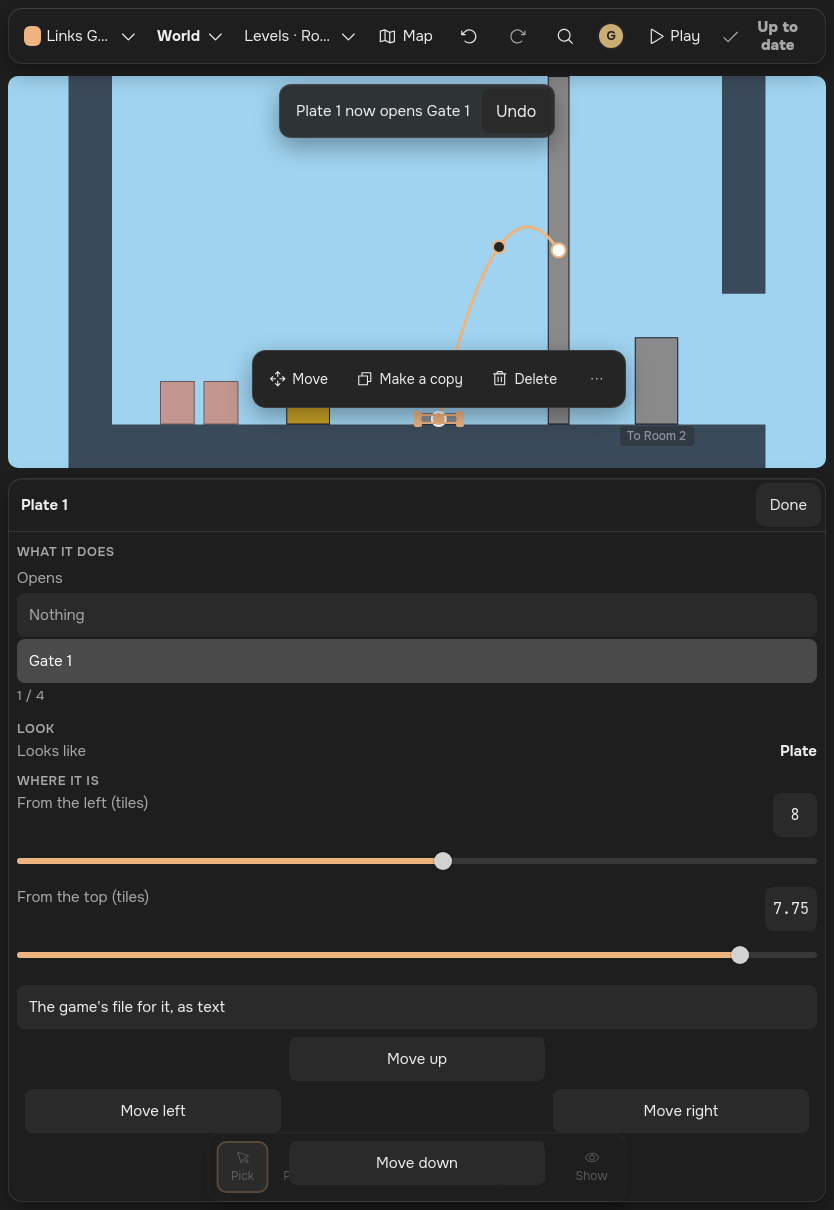 Links G...
World
Levels · Ro...
Map
G
Play
Up to date
Plate 1 now opens Gate 1
Undo
Move
Make a copy
Delete
...
To Room 2
Plate 1
Done
WHAT IT DOES
Opens
Nothing
Gate 1
1 / 4
LOOK
Looks like
Plate
WHERE IT IS
From the left (tiles)
8
From the top (tiles)
7.75
The game's file for it, as text
Move up
Move left
Move right
Move down
Pick
Show